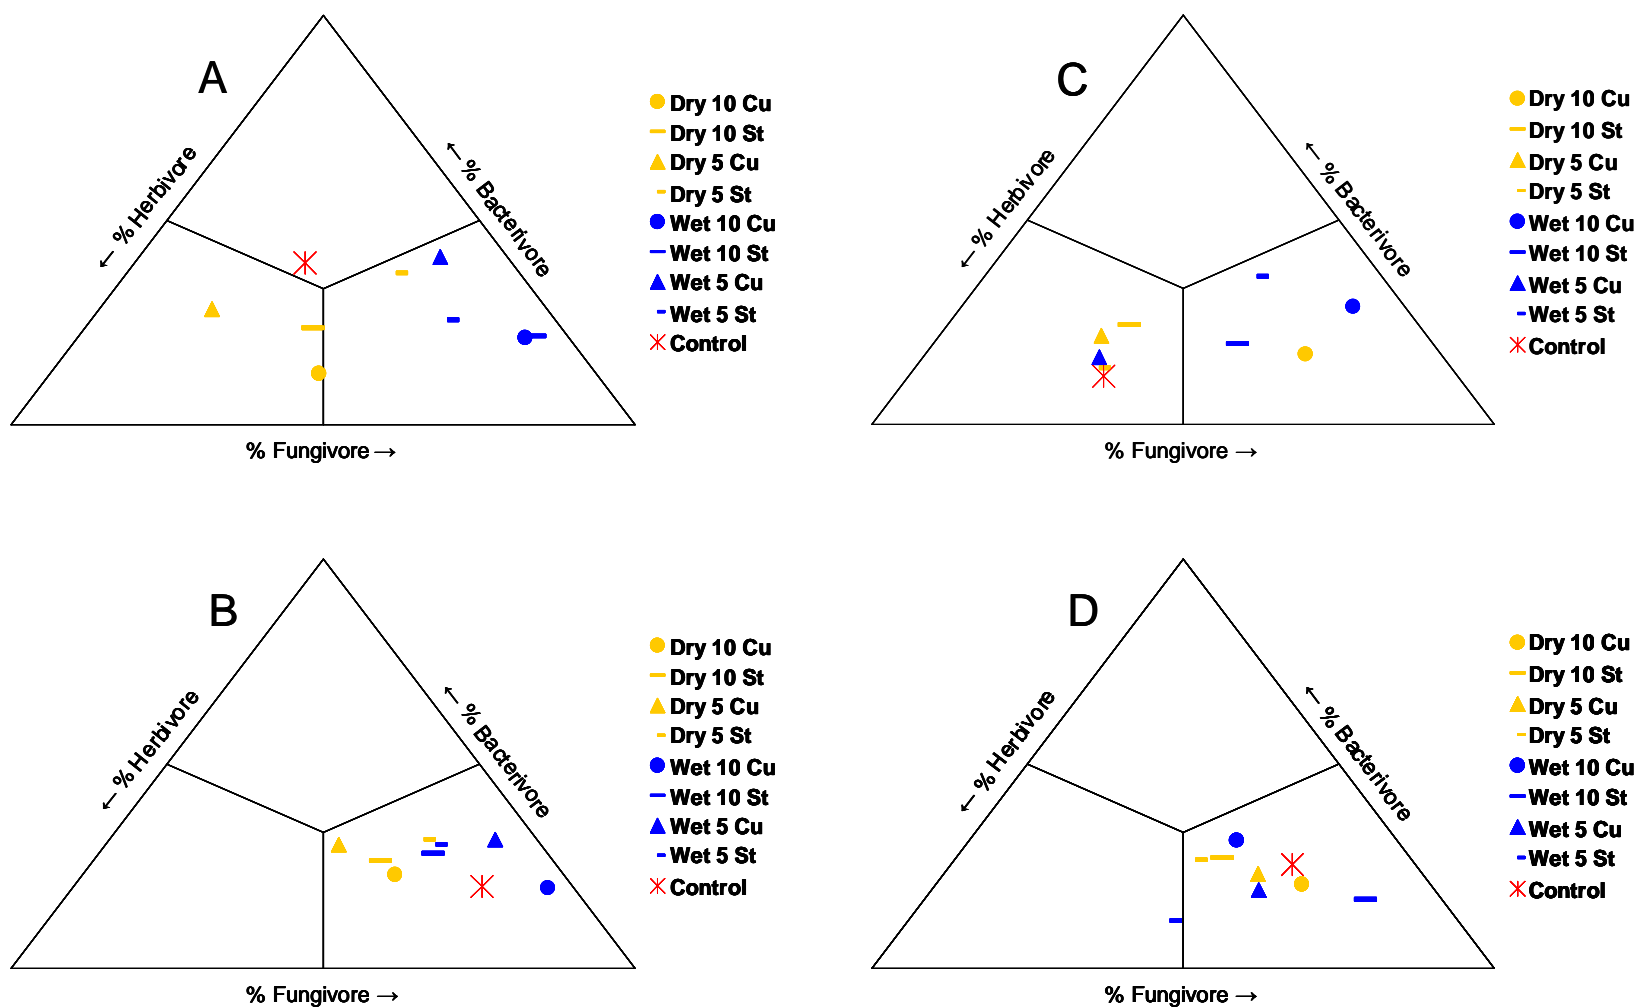 A
← % Herbivore
← % Bacterivore
% Fungivore →
Dry 10 Cu
Dry 10 St
Dry 5 Cu
Dry 5 St
Wet 10 Cu
Wet 10 St
Wet 5 Cu
Wet 5 St
Control
C
← % Herbivore
← % Bacterivore
% Fungivore →
Dry 10 Cu
Dry 10 St
Dry 5 Cu
Dry 5 St
Wet 10 Cu
Wet 10 St
Wet 5 Cu
Wet 5 St
Control
B
← % Herbivore
← % Bacterivore
% Fungivore →
Dry 10 Cu
Dry 10 St
Dry 5 Cu
Dry 5 St
Wet 10 Cu
Wet 10 St
Wet 5 Cu
Wet 5 St
Control
D
← % Herbivore
← % Bacterivore
% Fungivore →
Dry 10 Cu
Dry 10 St
Dry 5 Cu
Dry 5 St
Wet 10 Cu
Wet 10 St
Wet 5 Cu
Wet 5 St
Control